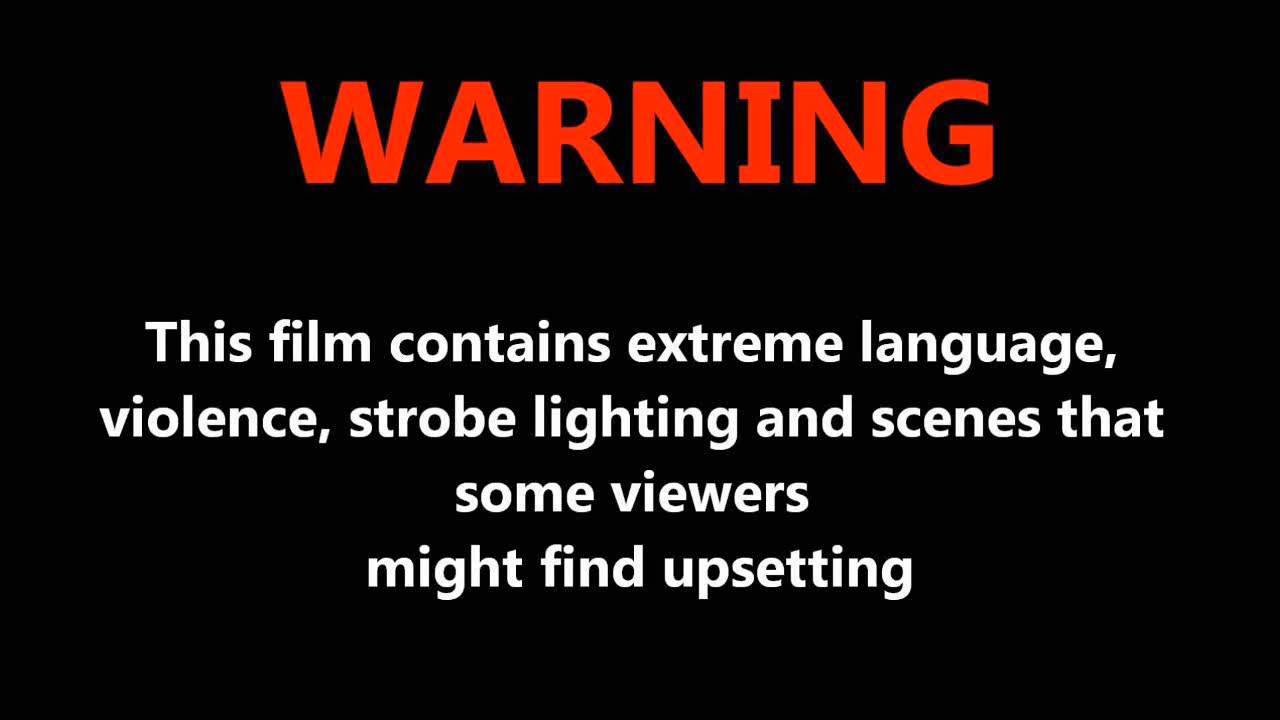 WARNING
This film contains extreme language,
violence, strobe lighting and scenes that
some viewers
might find upsetting